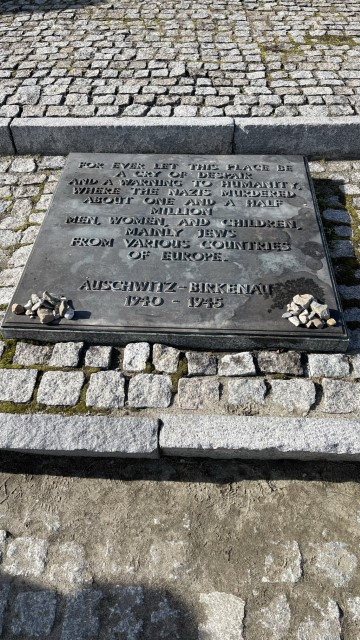 FOR EVER LET THIS PLACE BE
A CRY OF DESPAIR
AND A WARNING TO HUMANITY,
WHERE THE NAZIS MURDERED
ABOUT ONE AND A HALF
MILLION
MEN, WOMEN, AND CHILDREN,
MAINLY JEWS
FROM VARIOUS COUNTRIES
OF EUROPE.
AUSCHWITZ-BIRKENAU
1940 - 1945